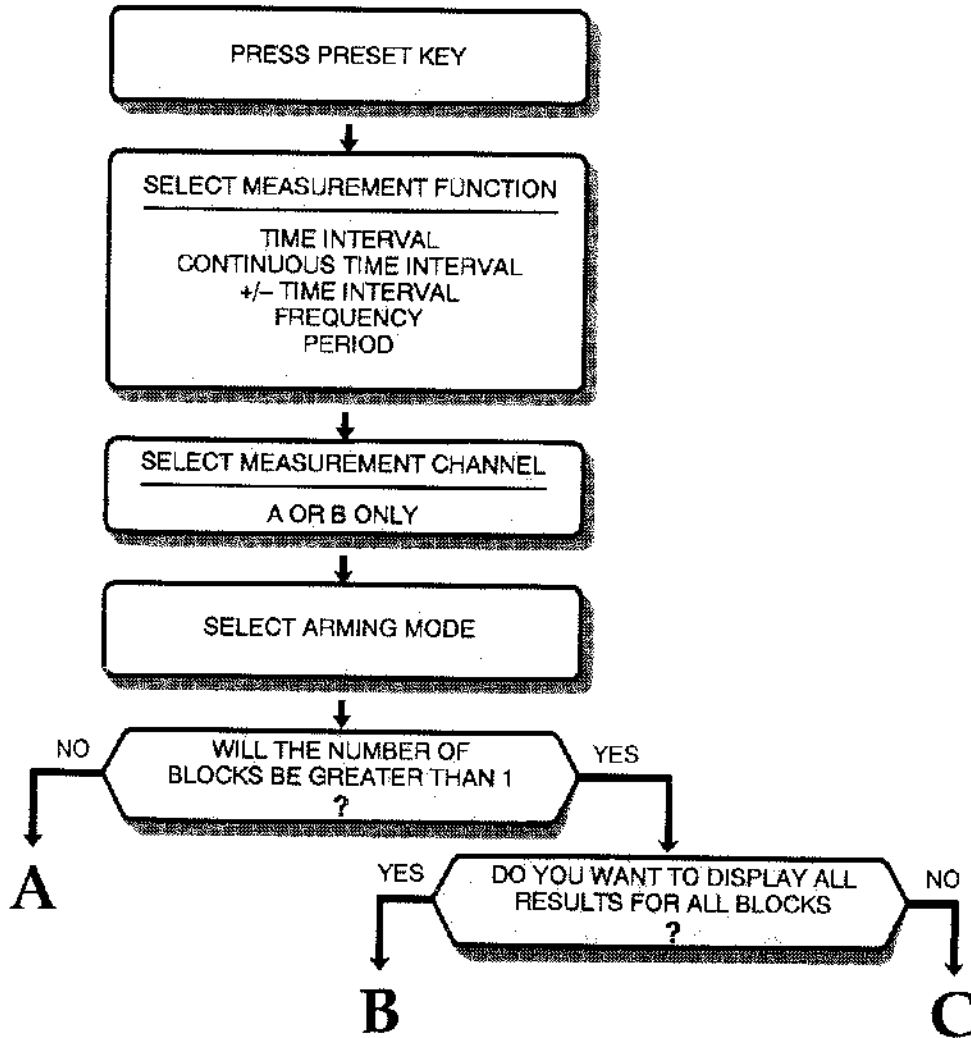 PRESS PRESET KEY
SELECT MEASUREMENT FUNCTION
TIME INTERVAL
CONTINUOUS TIME INTERVAL
+/– TIME INTERVAL
FREQUENCY
PERIOD
SELECT MEASUREMENT CHANNEL
A OR B ONLY
SELECT ARMING MODE
NO
WILL THE NUMBER OF
BLOCKS BE GREATER THAN 1
?
YES
A
YES
DO YOU WANT TO DISPLAY ALL
RESULTS FOR ALL BLOCKS
?
NO
B
C